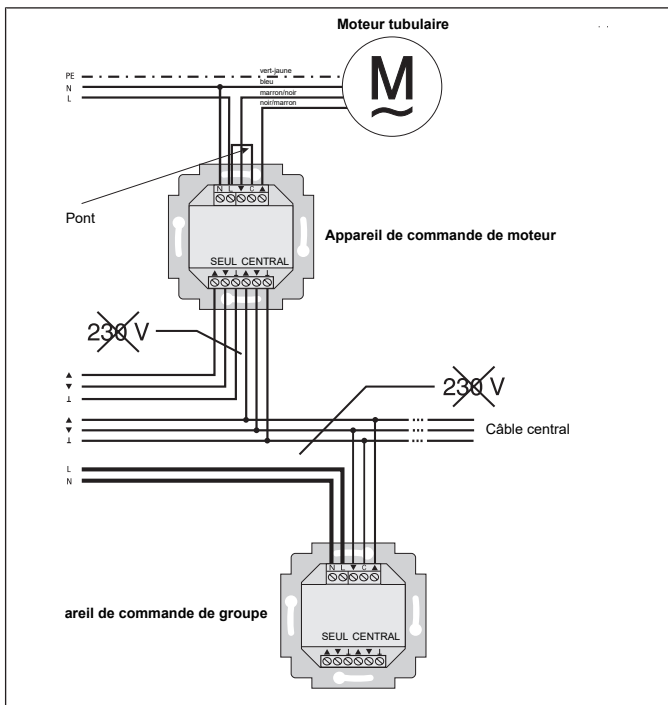 Moteur tubulaire
PE
vert-jaune
N
bleu
L
marron/noir
noir/marron
M
~
N L ▼ C ▲
Pont
Appareil de commande de moteur
SEUL CENTRAL
▲ ▼ ⊥ ▲ ▼ ⊥
230 V
▲
▼
⊥
230 V
▲
▼
⊥
Câble central
L
N
N L ▼ C ▲
areil de commande de groupe
SEUL CENTRAL
▲ ▼ ⊥ ▲ ▼ ⊥